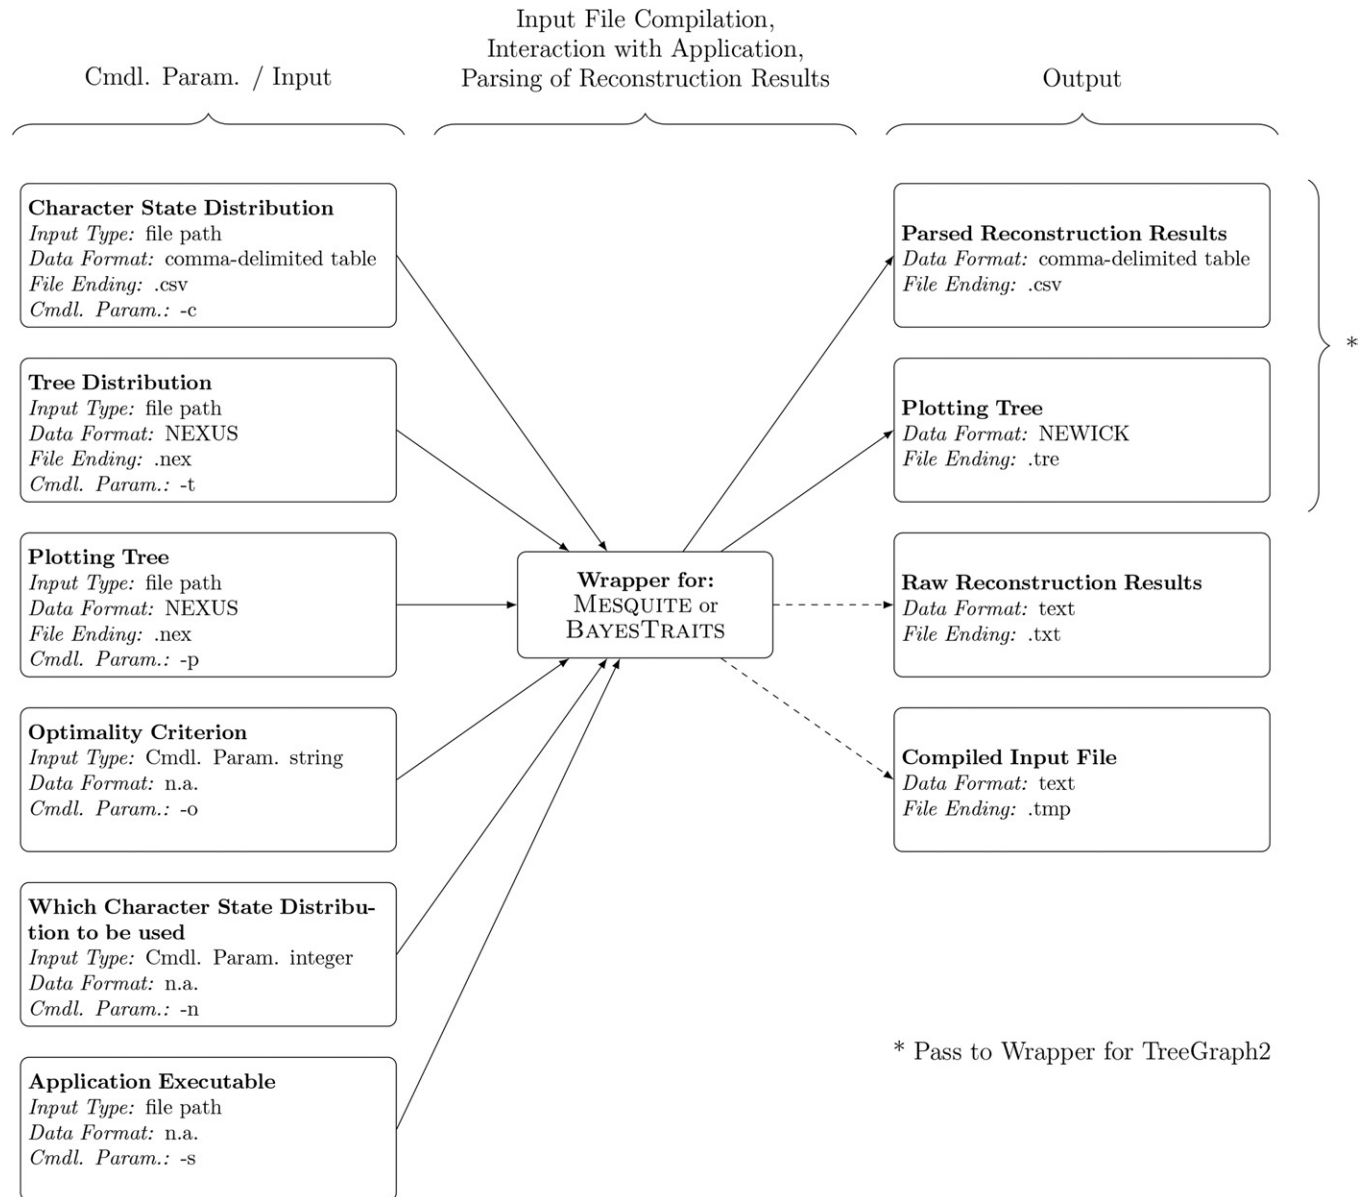 Cmdl. Param. / Input
Input File Compilation,
Interaction with Application,
Parsing of Reconstruction Results
Output
Character State Distribution
Input Type: file path
Data Format: comma-delimited table
File Ending: .csv
Cmdl. Param.: -c
Tree Distribution
Input Type: file path
Data Format: NEXUS
File Ending: .nex
Cmdl. Param.: -t
Plotting Tree
Input Type: file path
Data Format: NEXUS
File Ending: .nex
Cmdl. Param.: -p
Optimality Criterion
Input Type: Cmdl. Param. string
Data Format: n.a.
Cmdl. Param.: -o
Which Character State Distribu-
tion to be used
Input Type: Cmdl. Param. integer
Data Format: n.a.
Cmdl. Param.: -n
Application Executable
Input Type: file path
Data Format: n.a.
Cmdl. Param.: -s
Wrapper for:
MESQUITE or
BAYESTRAITS
Parsed Reconstruction Results
Data Format: comma-delimited table
File Ending: .csv
Plotting Tree
Data Format: NEWICK
File Ending: .tre
*
Raw Reconstruction Results
Data Format: text
File Ending: .txt
Compiled Input File
Data Format: text
File Ending: .tmp
* Pass to Wrapper for TreeGraph2